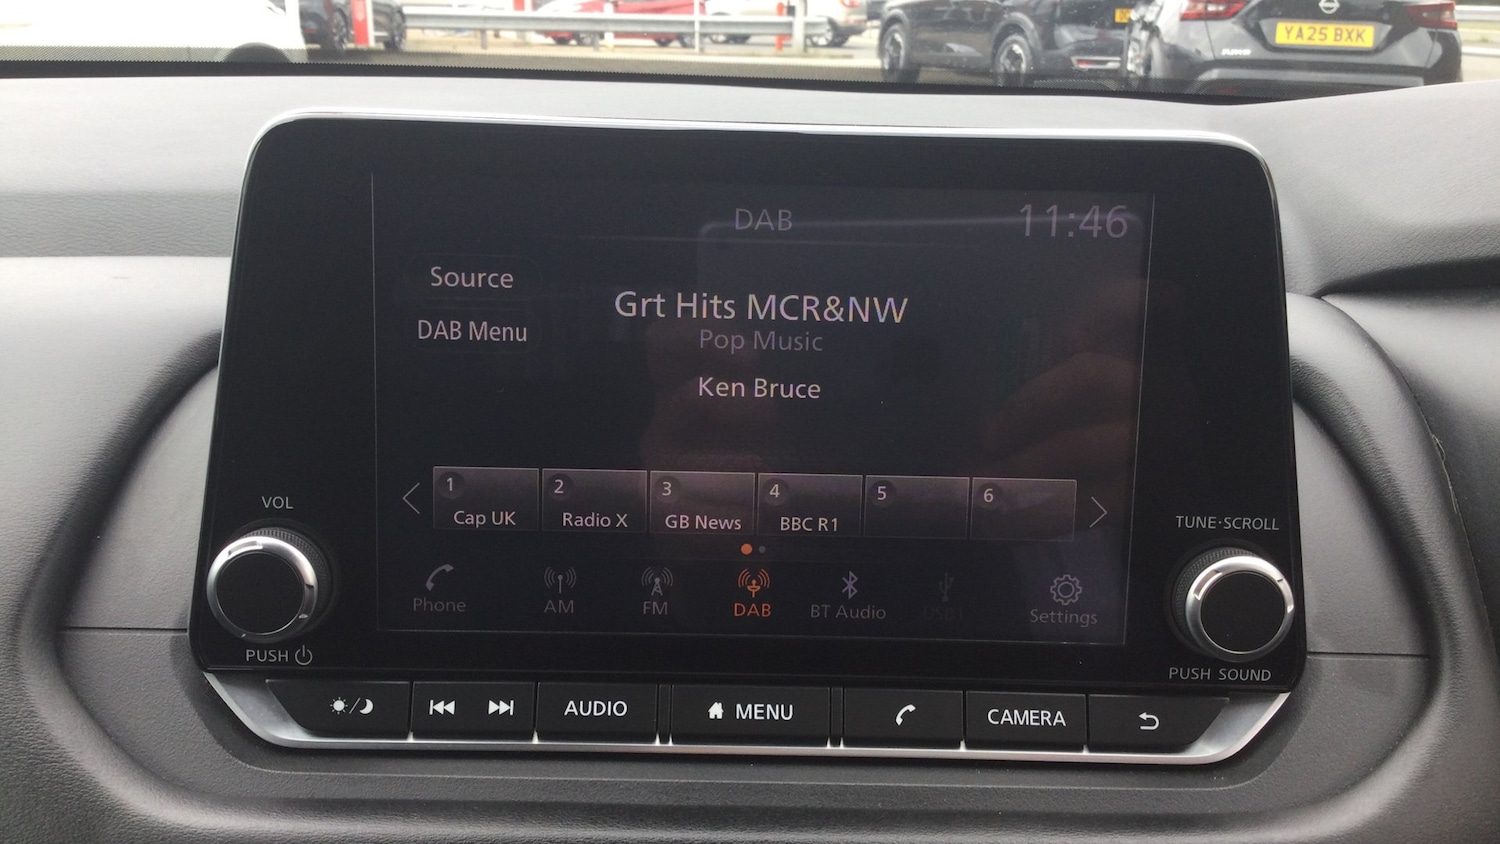 YA25 BXK
DAB
11:46
Source
Grt Hits MCR&NW
DAB Menu
Pop Music
Ken Bruce
1
2
3
4
5
6
Cap UK
Radio X
GB News
BBC R1
VOL
TUNE·SCROLL
Phone
AM
FM
DAB
BT Audio
Settings
PUSH
PUSH SOUND
AUDIO
MENU
CAMERA